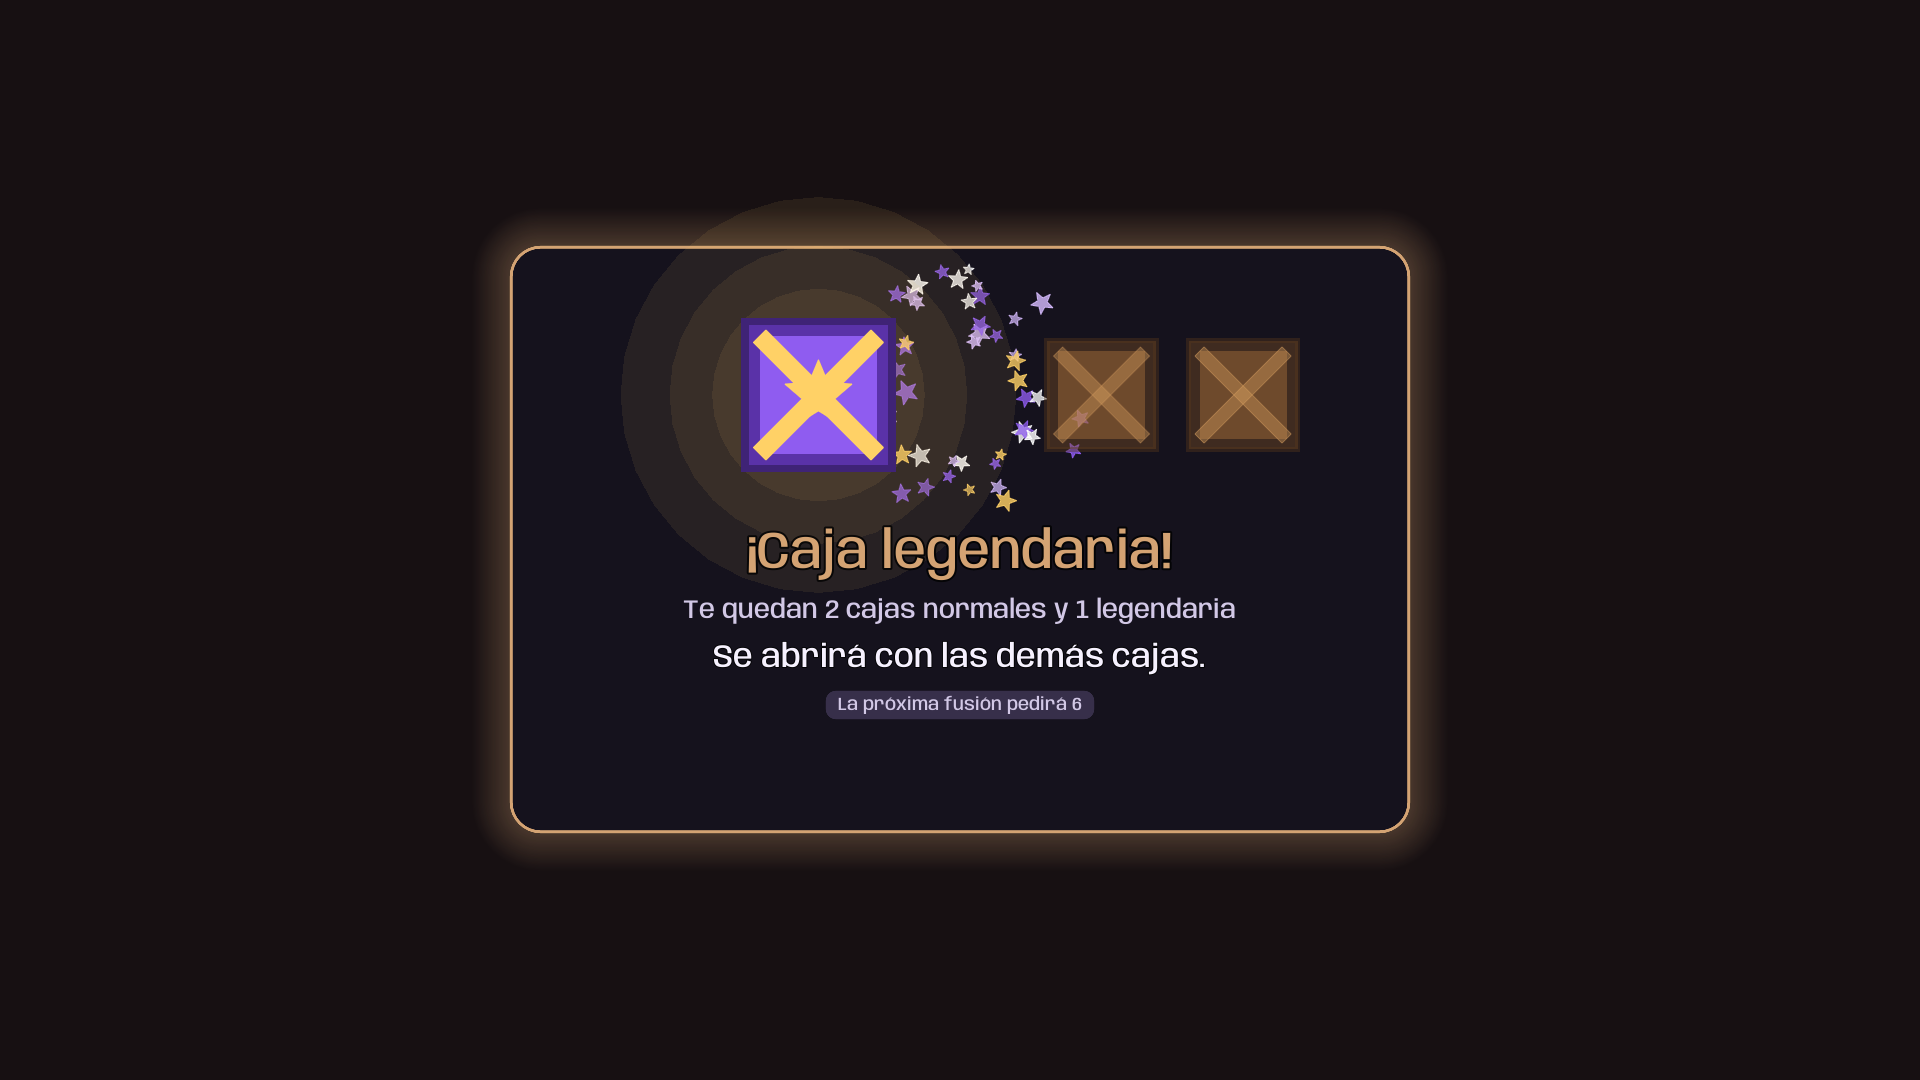 ¡Caja legendaria!
Te quedan 2 cajas normales y 1 legendaria
Se abrirá con las demás cajas.
La próxima fusión pedirá 6